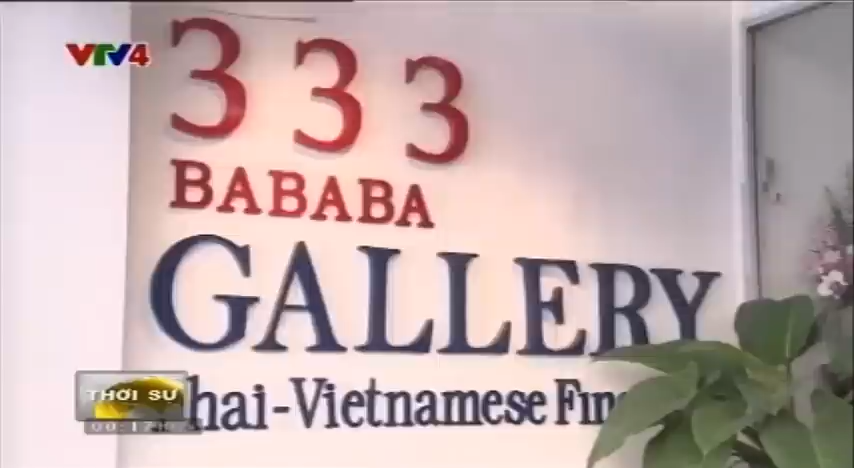 VTV4
333
BABABA
GALLERY
hai-Vietnamese Fin
THỜI SỰ